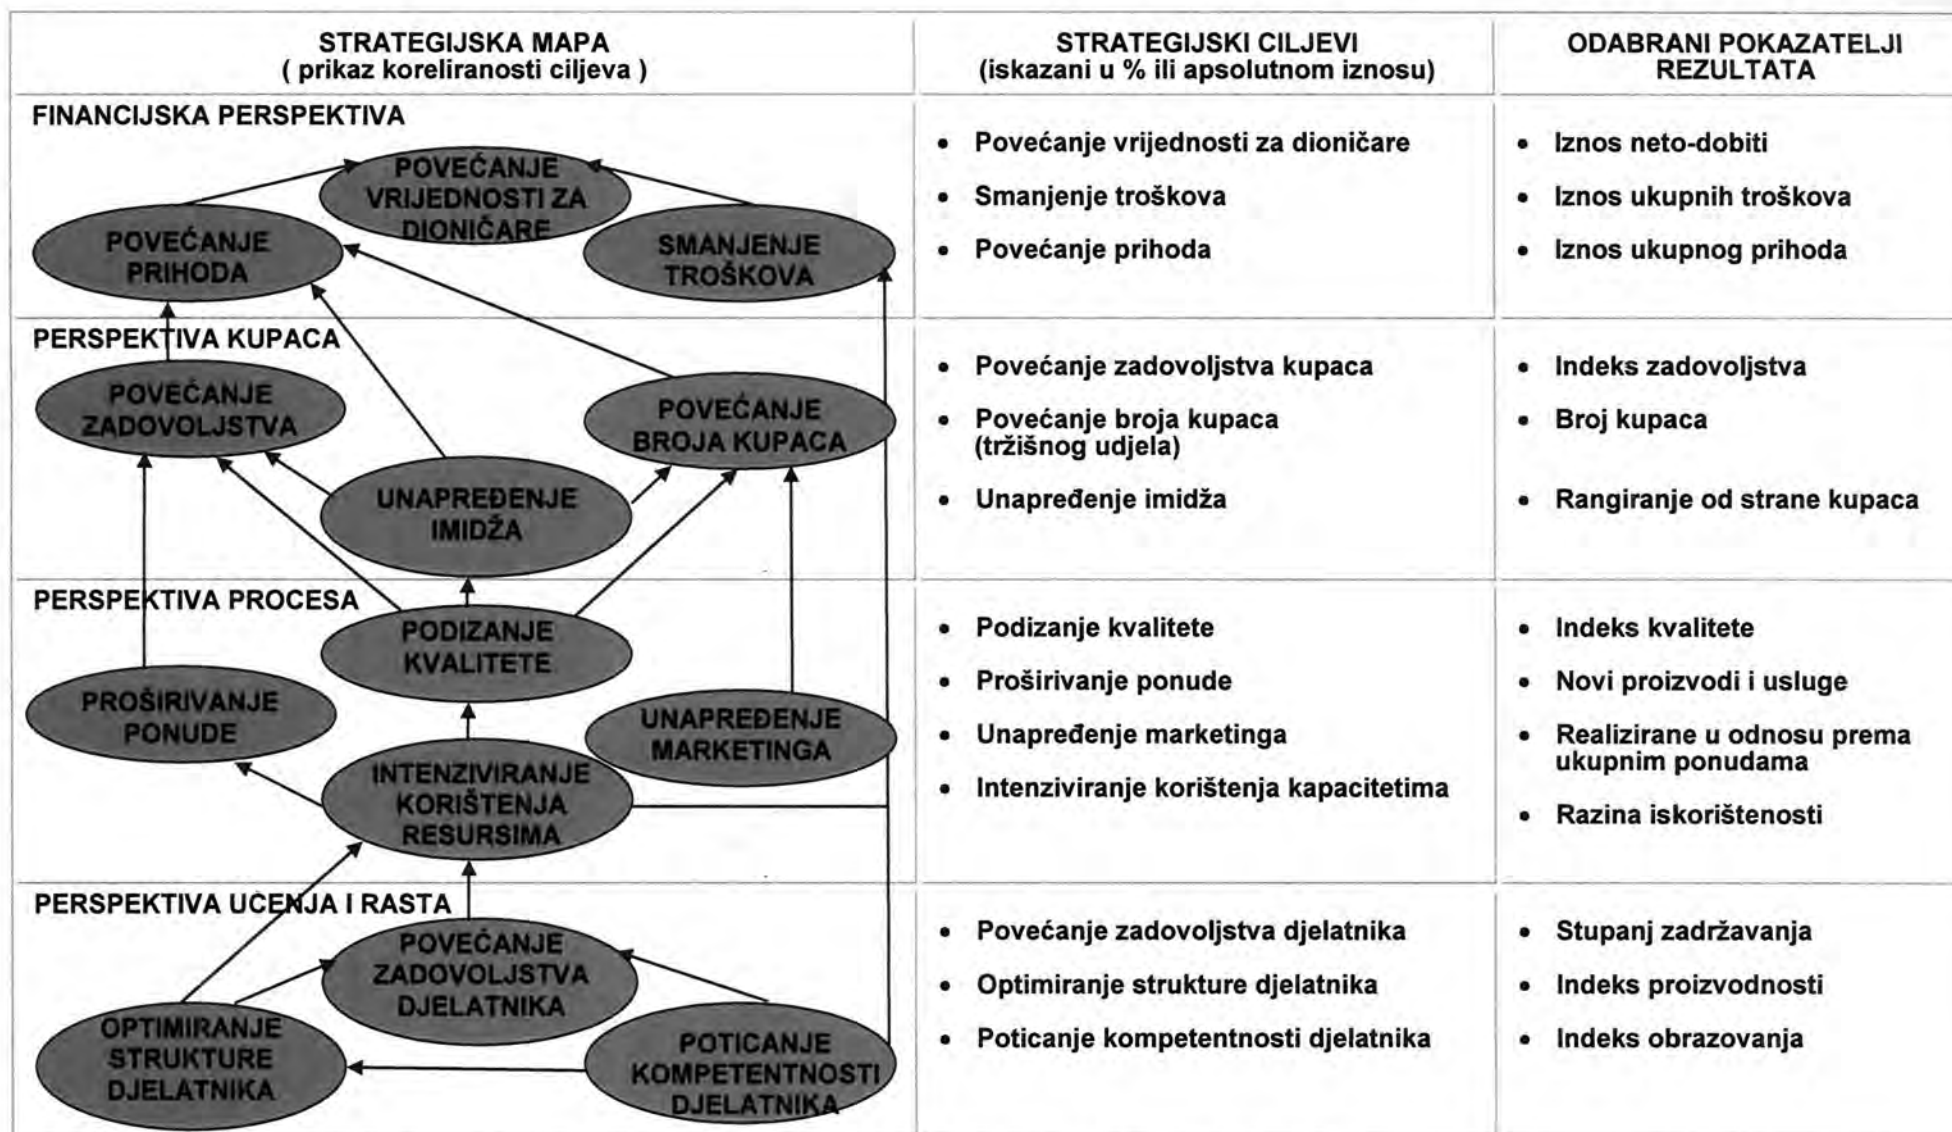 STRATEGIJSKA MAPA
( prikaz koreliranosti ciljeva )
STRATEGIJSKI CILJEVI
(iskazani u % ili apsolutnom iznosu)
ODABRANI POKAZATELJI
REZULTATA
FINANCIJSKA PERSPEKTIVA
POVEĆANJE
VRIJEDNOSTI ZA
DIONIČARE
POVEĆANJE
PRIHODA
SMANJENJE
TROŠKOVA
• Povećanje vrijednosti za dioničare
• Smanjenje troškova
• Povećanje prihoda
• Iznos neto-dobiti
• Iznos ukupnih troškova
• Iznos ukupnog prihoda
PERSPEKTIVA KUPACA
POVEĆANJE
ZADOVOLJSTVA
POVEĆANJE
BROJA KUPACA
UNAPREĐENJE
IMIDŽA
• Povećanje zadovoljstva kupaca
• Povećanje broja kupaca
(tržišnog udjela)
• Unapređenje imidža
• Indeks zadovoljstva
• Broj kupaca
• Rangiranje od strane kupaca
PERSPEKTIVA PROCESA
PODIZANJE
KVALITETE
PROŠIRIVANJE
PONUDE
UNAPREĐENJE
MARKETINGA
INTENZIVIRANJE
KORIŠTENJA
RESURSIMA
• Podizanje kvalitete
• Proširivanje ponude
• Unapređenje marketinga
• Intenziviranje korištenja kapacitetima
• Indeks kvalitete
• Novi proizvodi i usluge
• Realizirane u odnosu prema
ukupnim ponudama
• Razina iskorištenosti
PERSPEKTIVA UČENJA I RASTA
POVEĆANJE
ZADOVOLJSTVA
DJELATNIKA
OPTIMIRANJE
STRUKTURE
DJELATNIKA
POTICANJE
KOMPETENTNOSTI
DJELATNIKA
• Povećanje zadovoljstva djelatnika
• Optimiranje strukture djelatnika
• Poticanje kompetentnosti djelatnika
• Stupanj zadržavanja
• Indeks proizvodnosti
• Indeks obrazovanja